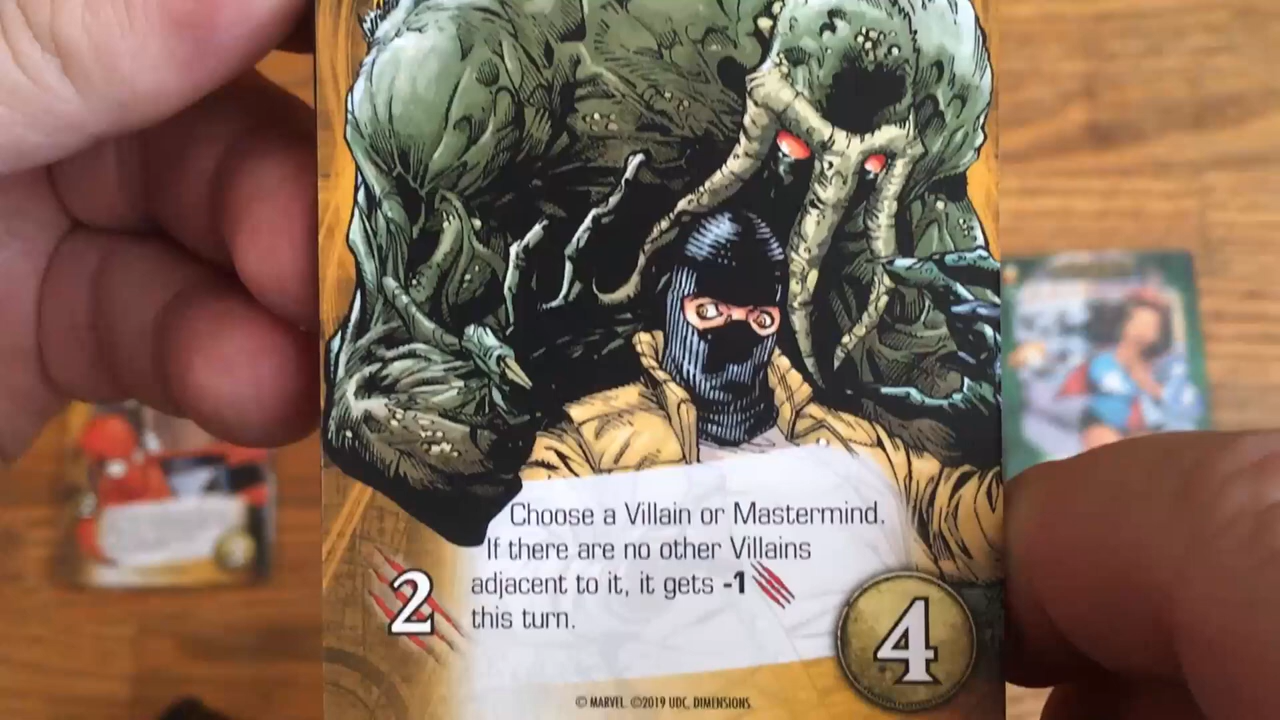 Choose a Villain or Mastermind.
If there are no other Villains
adjacent to it, it gets -1
this turn.
2
4
© MARVEL. ©2019 UDC, DIMENSIONS